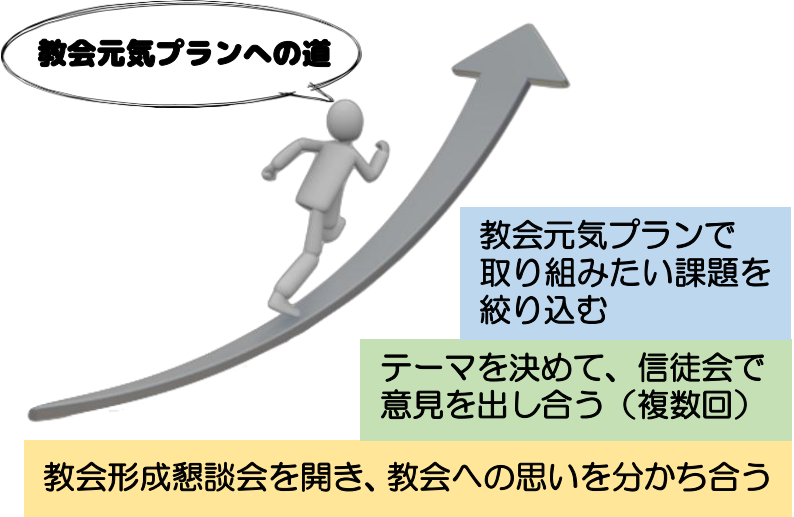 教会元気プランへの道
教会元気プランで
取り組みたい課題を
絞り込む
テーマを決めて、信徒会で
意見を出し合う（複数回）
教会形成懇談会を開き、教会への思いを分かち合う